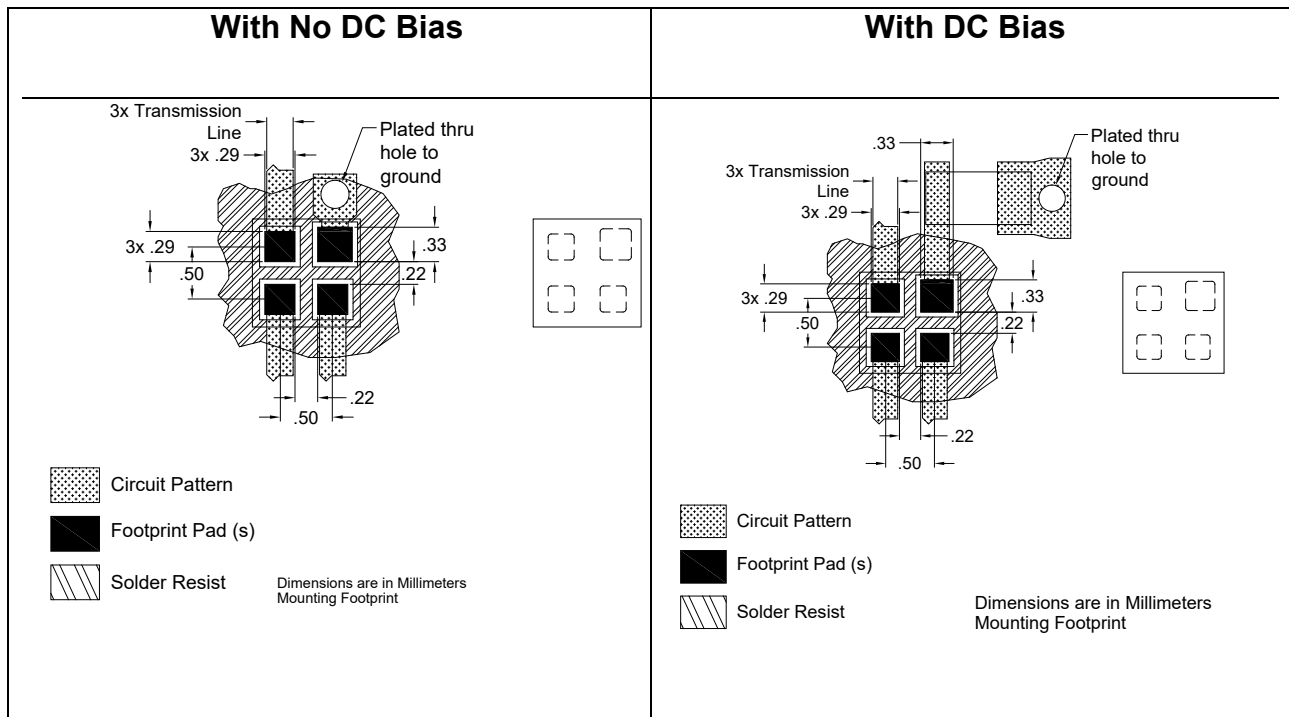 With No DC Bias
With DC Bias
3x Transmission
Line
3x .29
Plated thru
hole to
ground
3x .29
.50
.33
.22
.22
.50
Circuit Pattern
Footprint Pad (s)
Solder Resist
Dimensions are in Millimeters
Mounting Footprint
.33
Plated thru
hole to
ground
3x Transmission
Line
3x .29
3x .29
.50
.33
.22
.22
.50
Circuit Pattern
Footprint Pad (s)
Solder Resist
Dimensions are in Millimeters
Mounting Footprint